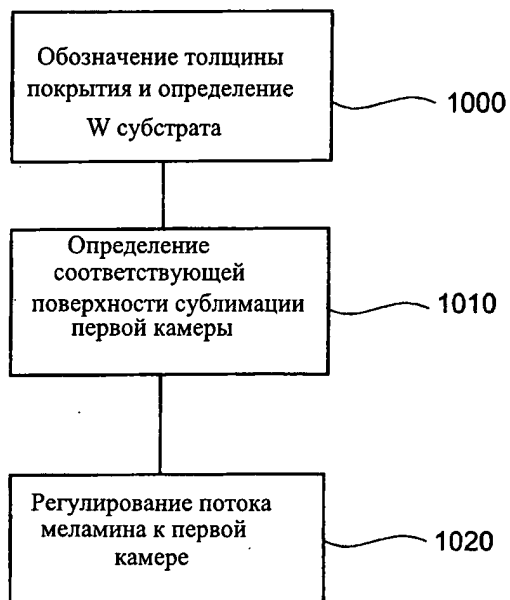 Обозначение толщины
покрытия и определение
W субстрата
1000
Определение
соответствующей
поверхности сублимации
первой камеры
1010
Регулирование потока
меламина к первой
камере
1020